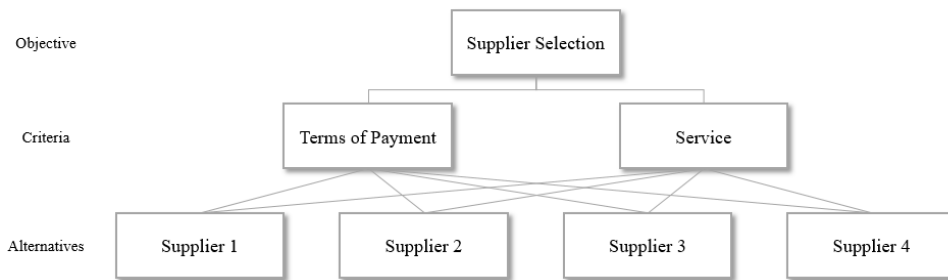 Objective
Supplier Selection
Criteria
Terms of Payment
Service
Alternatives
Supplier 1
Supplier 2
Supplier 3
Supplier 4